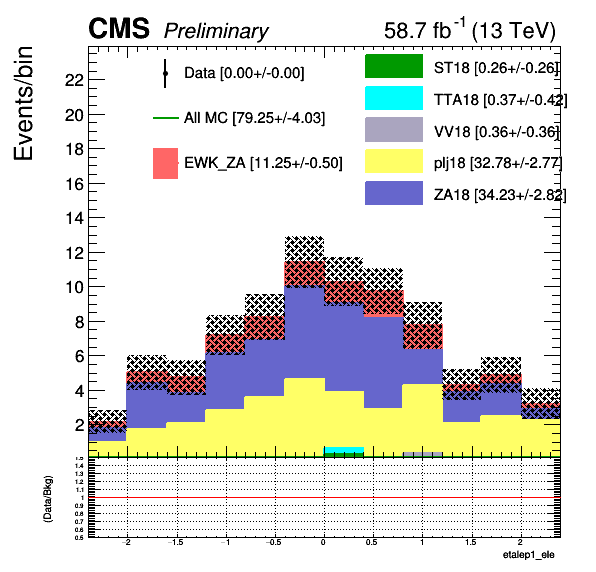 CMS Preliminary 58.7 fb⁻¹ (13 TeV)
Events/bin
22
20
18
16
14
12
10
8
6
4
2
Data [0.00+/-0.00]
All MC [79.25+/-4.03]
EWK_ZA [11.25+/-0.50]
ST18 [0.26+/-0.26]
TTA18 [0.37+/-0.42]
VV18 [0.36+/-0.36]
plj18 [32.78+/-2.77]
ZA18 [34.23+/-2.82]
(Data/Bkg)
1.5
1.4
1.3
1.2
1.1
1
0.9
0.8
0.7
0.6
0.5
-2 -1.5 -1 -0.5 0 0.5 1 1.5 2
etalep1_ele